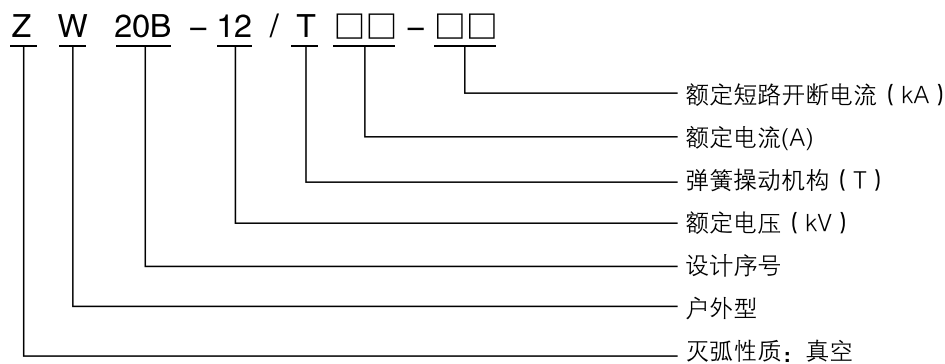 Z W 20B - 12 / T □□ - □□
额定短路开断电流（kA）
额定电流(A)
弹簧操动机构（T）
额定电压（kV）
设计序号
户外型
灭弧性质：真空